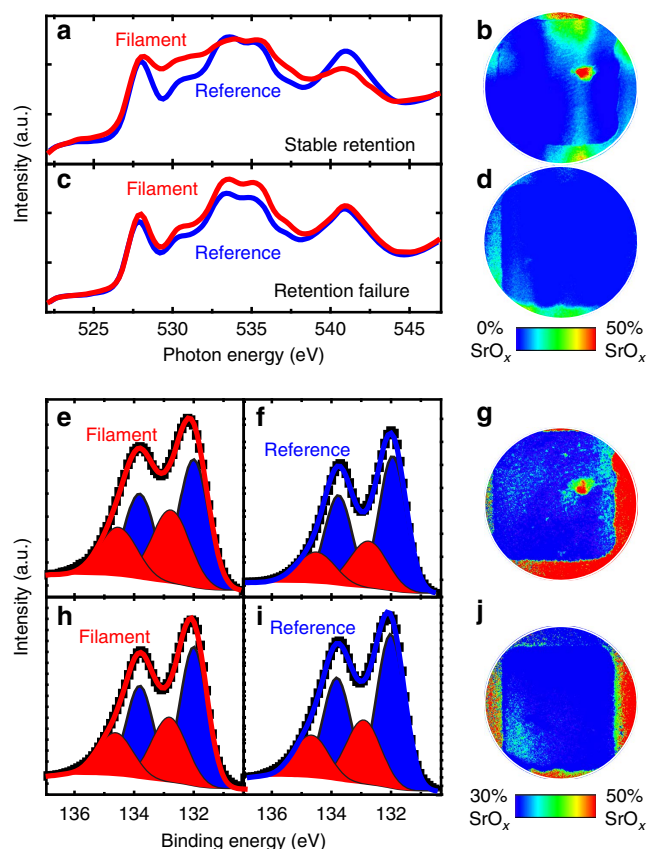 a
Filament
Reference
Stable retention
b
c
Filament
Reference
Retention failure
d
Intensity (a.u.)
525 530 535 540 545
Photon energy (eV)
0% 50%
SrOx SrOx
e
Filament
f
Reference
g
h
Filament
i
Reference
j
Intensity (a.u.)
136 134 132 136 134 132
Binding energy (eV)
30% 50%
SrOx SrOx